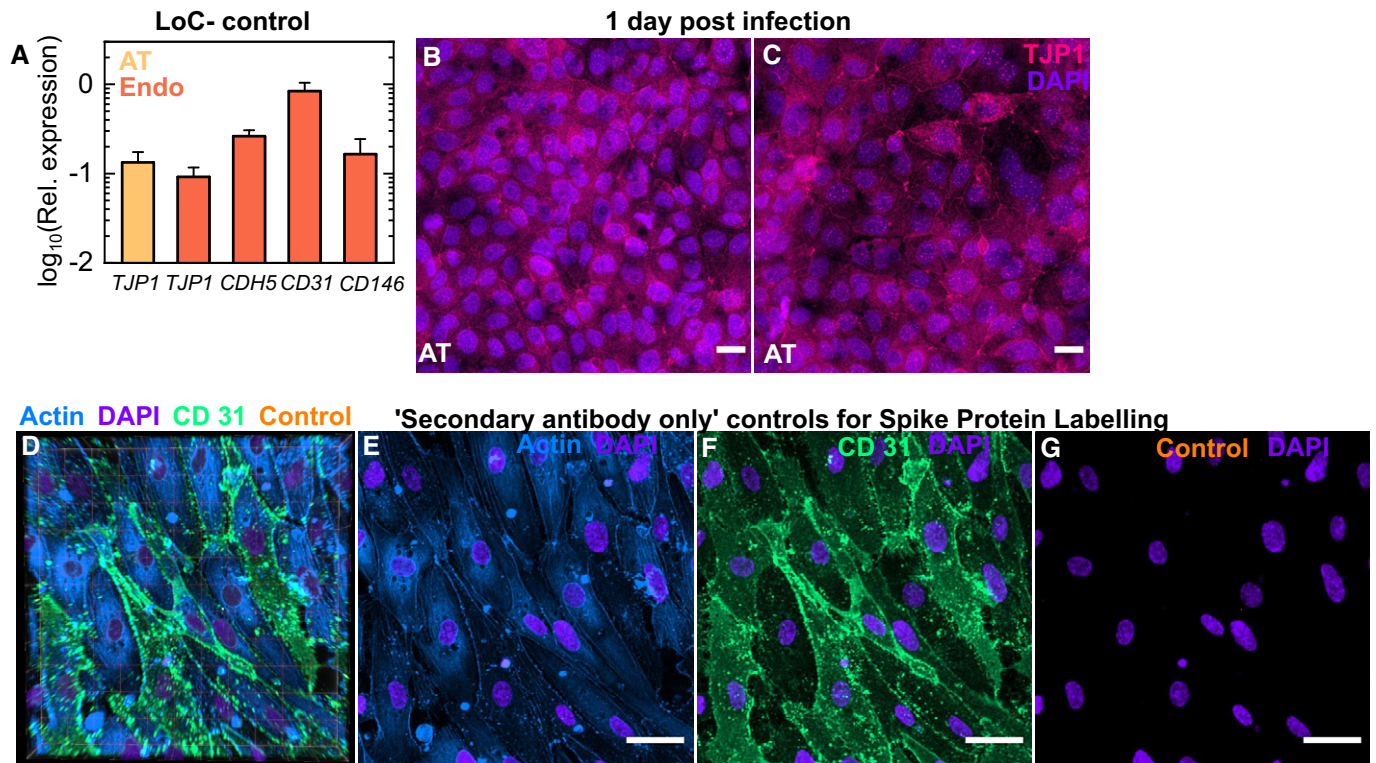 LoC- control
1 day post infection
A
log₁₀(Rel. expression)
0
-1
-2
AT
Endo
TJP1 TJP1 CDH5 CD31 CD146
B
AT
C
TJP1
DAPI
AT
Actin DAPI CD 31 Control
'Secondary antibody only' controls for Spike Protein Labelling
D
E
Actin DAPI
F
CD 31 DAPI
G
Control DAPI